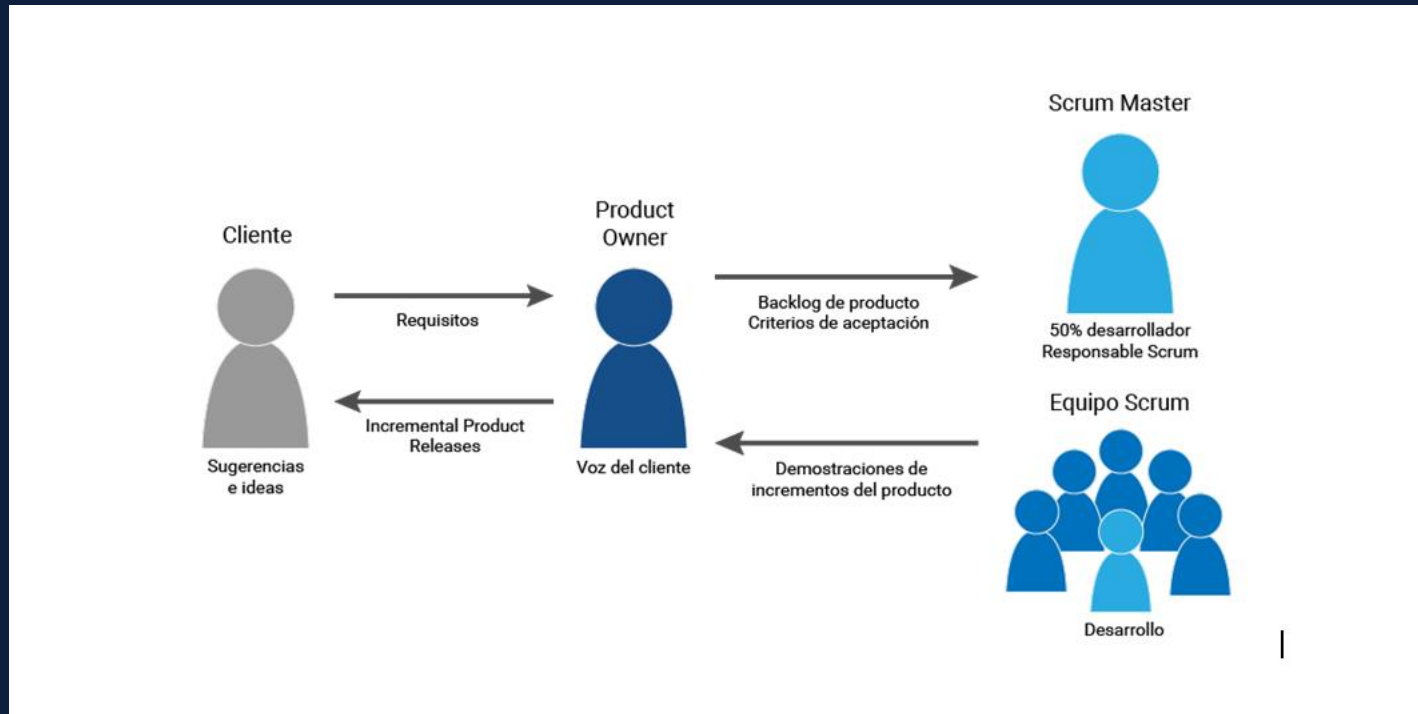 Cliente
Sugerencias
e ideas
Requisitos
Incremental Product
Releases
Product
Owner
Voz del cliente
Backlog de producto
Criterios de aceptación
Demostraciones de
incrementos del producto
Scrum Master
50% desarrollador
Responsable Scrum
Equipo Scrum
Desarrollo